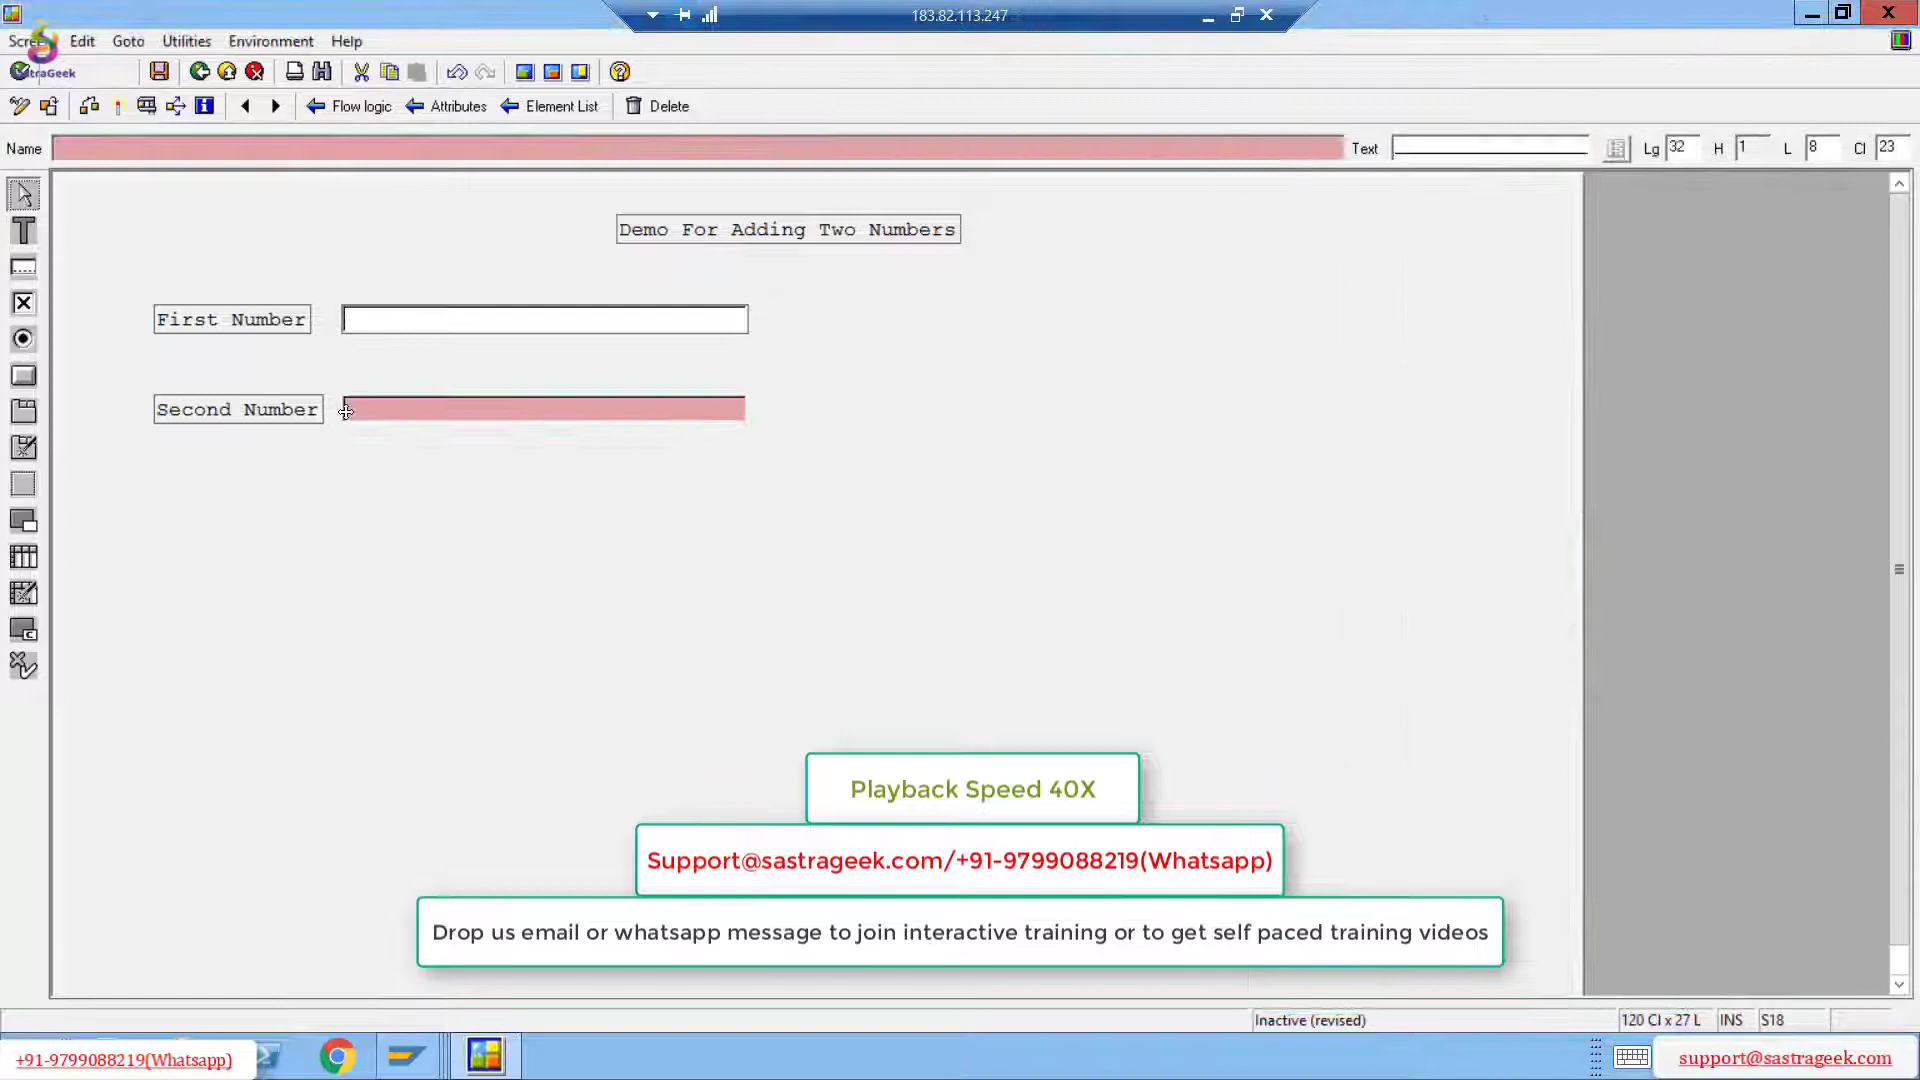 183.82.113.247
Screen Edit Goto Utilities Environment Help
traGeek
Flow logic Attributes Element List Delete
Name Text Lg 32 H 1 L 8 Cl 23
Demo For Adding Two Numbers
First Number
Second Number
Playback Speed 40X
Support@sastrageek.com/+91-9799088219(Whatsapp)
Drop us email or whatsapp message to join interactive training or to get self paced training videos
Inactive (revised) 120 Cl x 27 L INS S18
+91-9799088219(Whatsapp)
support@sastrageek.com